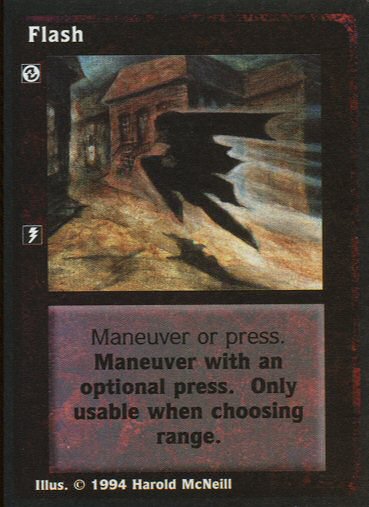 Flash
Maneuver or press.
Maneuver with an
optional press. Only
usable when choosing
range.
Illus. © 1994 Harold McNeill